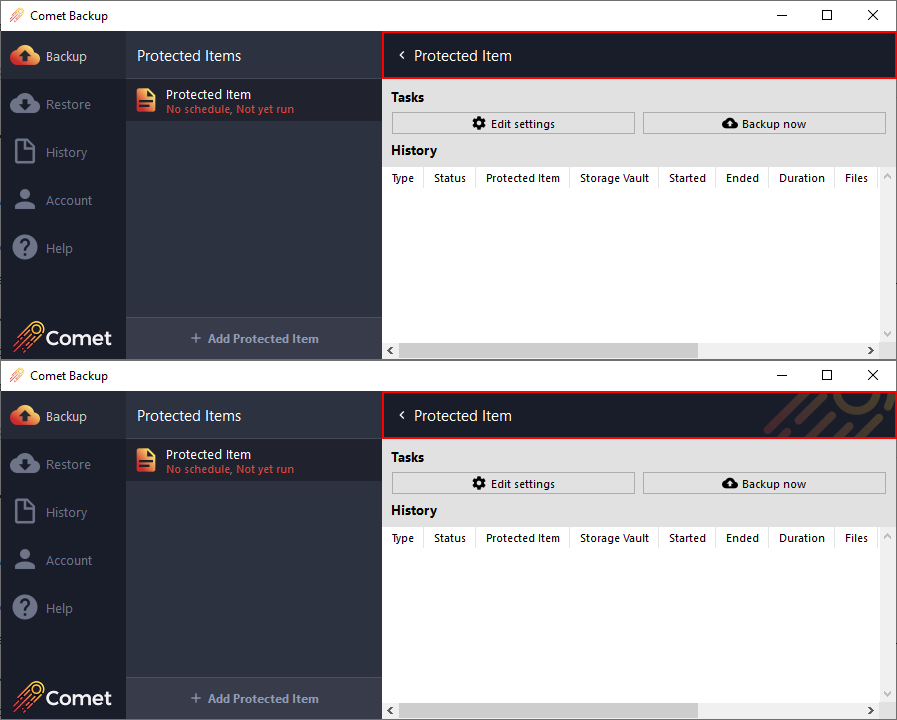 Comet Backup
Backup
Restore
History
Account
Help
Comet
Protected Items
Protected Item
No schedule, Not yet run
+ Add Protected Item
< Protected Item
Tasks
Edit settings Backup now
History
Type Status Protected Item Storage Vault Started Ended Duration Files
Comet Backup
Backup
Restore
History
Account
Help
Comet
Protected Items
Protected Item
No schedule, Not yet run
+ Add Protected Item
< Protected Item
Tasks
Edit settings Backup now
History
Type Status Protected Item Storage Vault Started Ended Duration Files